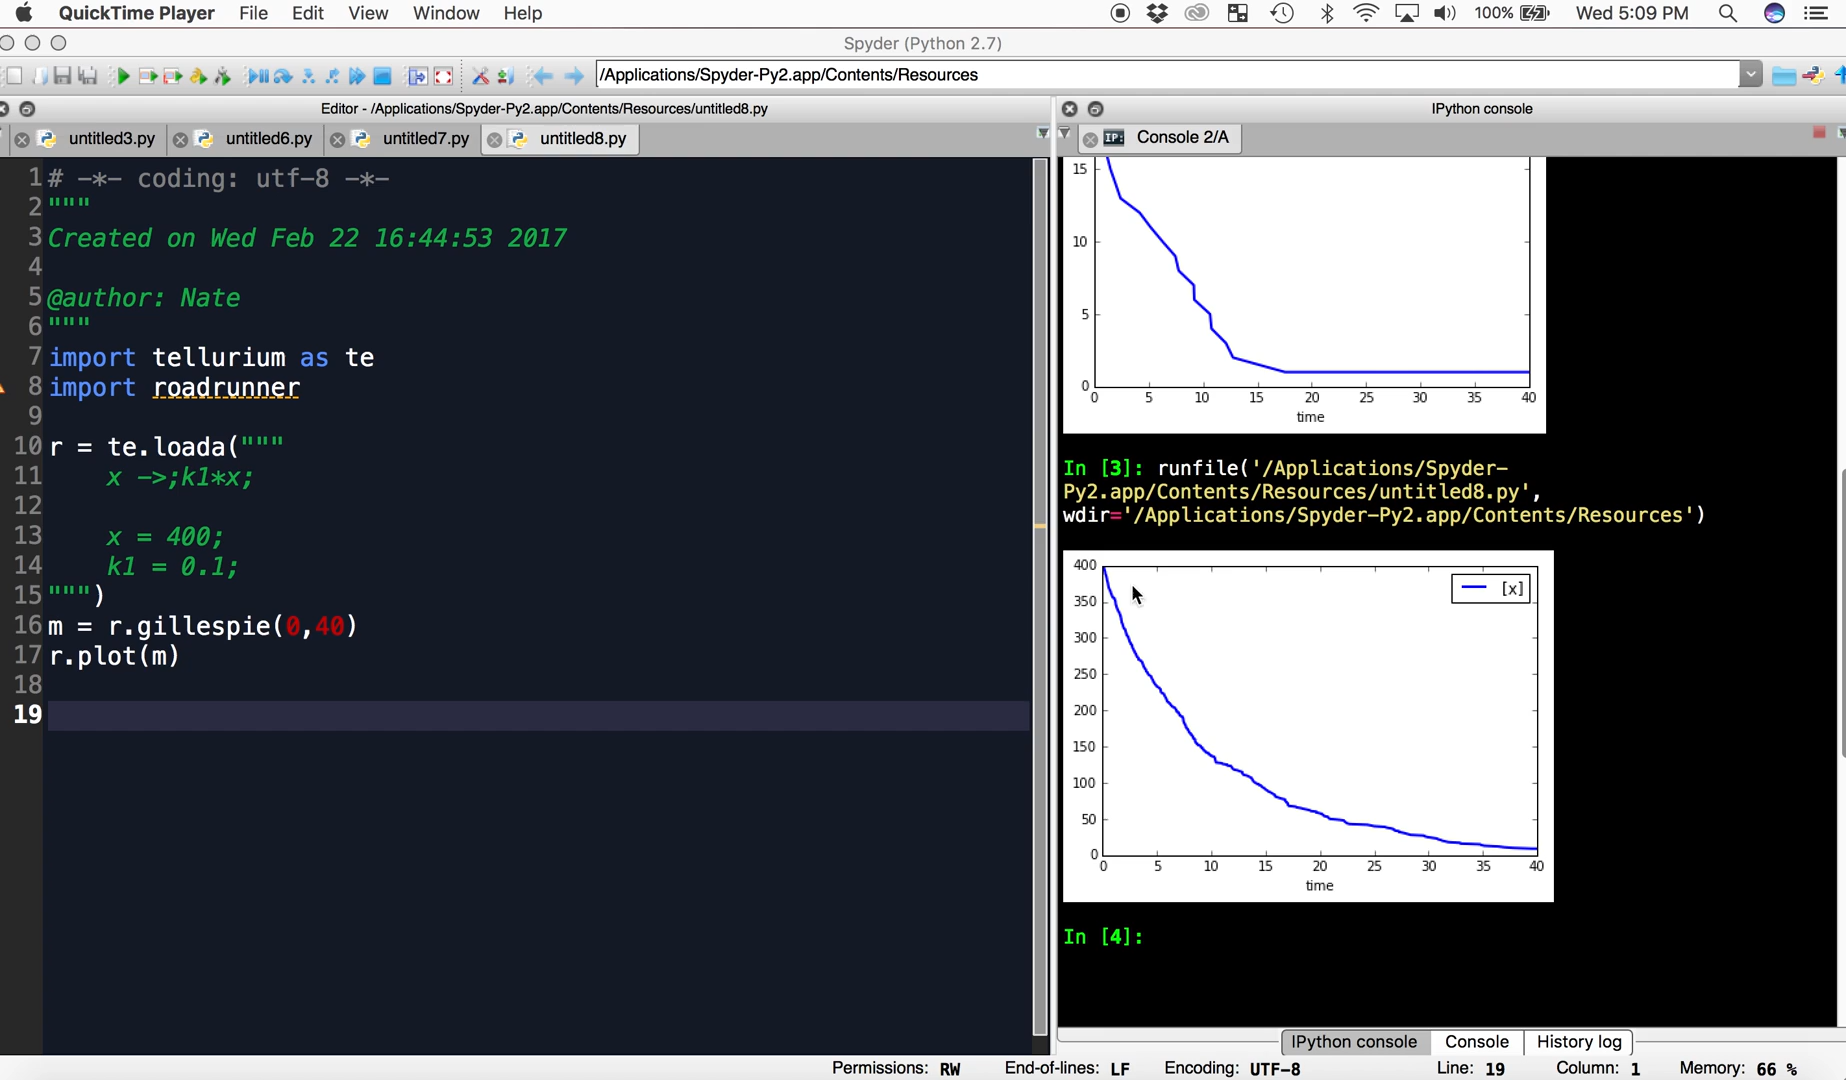 QuickTime Player File Edit View Window Help 100% Wed 5:09 PM
Spyder (Python 2.7)
/Applications/Spyder-Py2.app/Contents/Resources
Editor - /Applications/Spyder-Py2.app/Contents/Resources/untitled8.py
untitled3.py untitled6.py untitled7.py untitled8.py
1 # -*- coding: utf-8 -*-
2 """
3 Created on Wed Feb 22 16:44:53 2017
4
5 @author: Nate
6 """
7 import tellurium as te
8 import roadrunner
9
10 r = te.loada("""
11 x ->;k1*x;
12
13 x = 400;
14 k1 = 0.1;
15 """)
16 m = r.gillespie(0,40)
17 r.plot(m)
18
19
IPython console
IP: Console 2/A
15
10
5
0
0 5 10 15 20 25 30 35 40
time
In [3]: runfile('/Applications/Spyder-
Py2.app/Contents/Resources/untitled8.py',
wdir='/Applications/Spyder-Py2.app/Contents/Resources')
400
[x]
350
300
250
200
150
100
50
0
0 5 10 15 20 25 30 35 40
time
In [4]:
IPython console Console History log
Permissions: RW End-of-lines: LF Encoding: UTF-8 Line: 19 Column: 1 Memory: 66 %